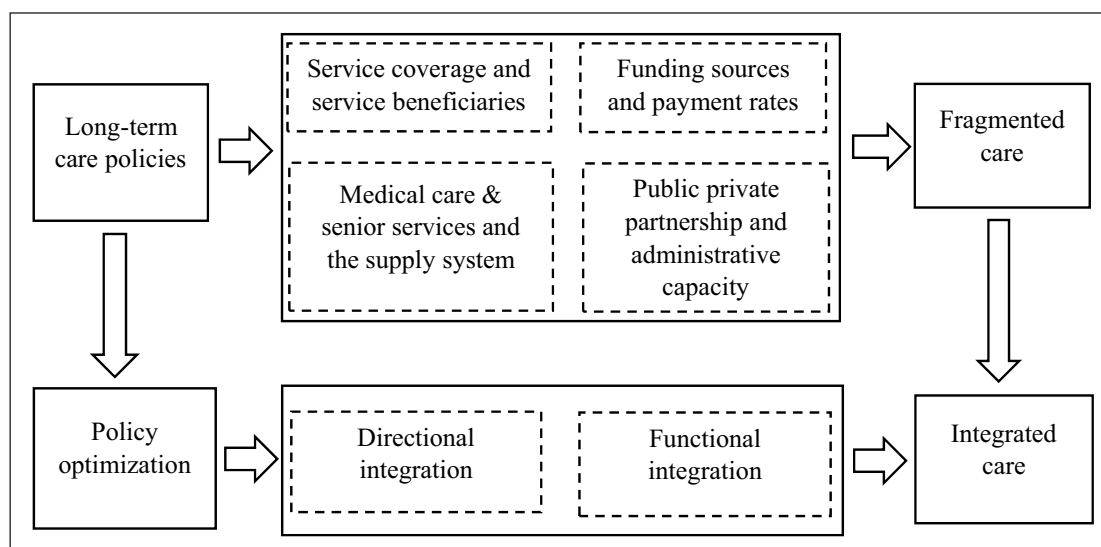 Long-term
care policies
Service coverage and
service beneficiaries
Funding sources
and payment rates
Medical care &
senior services and
the supply system
Public private
partnership and
administrative
capacity
Fragmented
care
Policy
optimization
Directional
integration
Functional
integration
Integrated
care